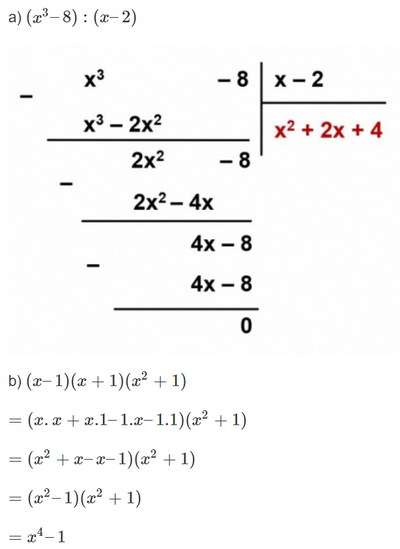 a) (x³– 8) : (x– 2)
– x³ – 8 | x – 2
x³ – 2x² | x² + 2x + 4
2x² – 8
–
2x² – 4x
4x – 8
–
4x – 8
0
b) (x– 1)(x + 1)(x² + 1)
= (x. x + x.1– 1.x– 1.1)(x² + 1)
= (x² + x– x– 1)(x² + 1)
= (x²– 1)(x² + 1)
= x⁴– 1